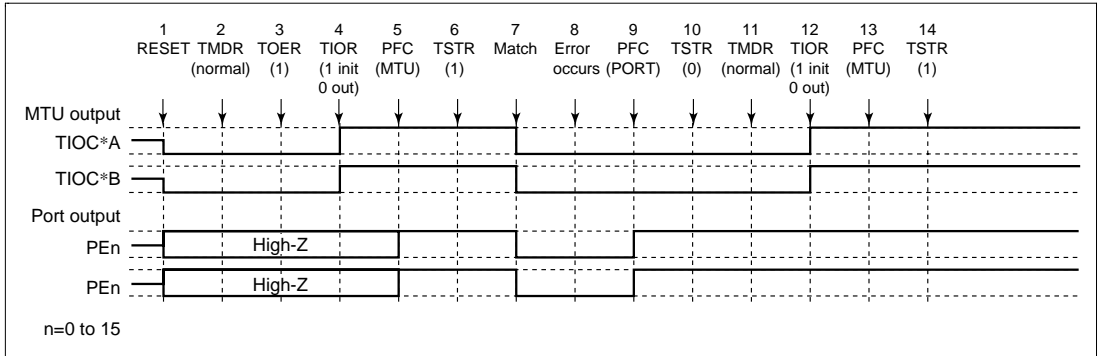 1 2 3 4 5 6 7 8 9 10 11 12 13 14
RESET TMDR TOER TIOR PFC TSTR Match Error PFC TSTR TMDR TIOR PFC TSTR
(normal) (1) (1 init (MTU) (1) occurs (PORT) (0) (normal) (1 init (MTU) (1)
0 out) 0 out)
MTU output
TIOC*A
TIOC*B
Port output
PEn High-Z
PEn High-Z
n=0 to 15